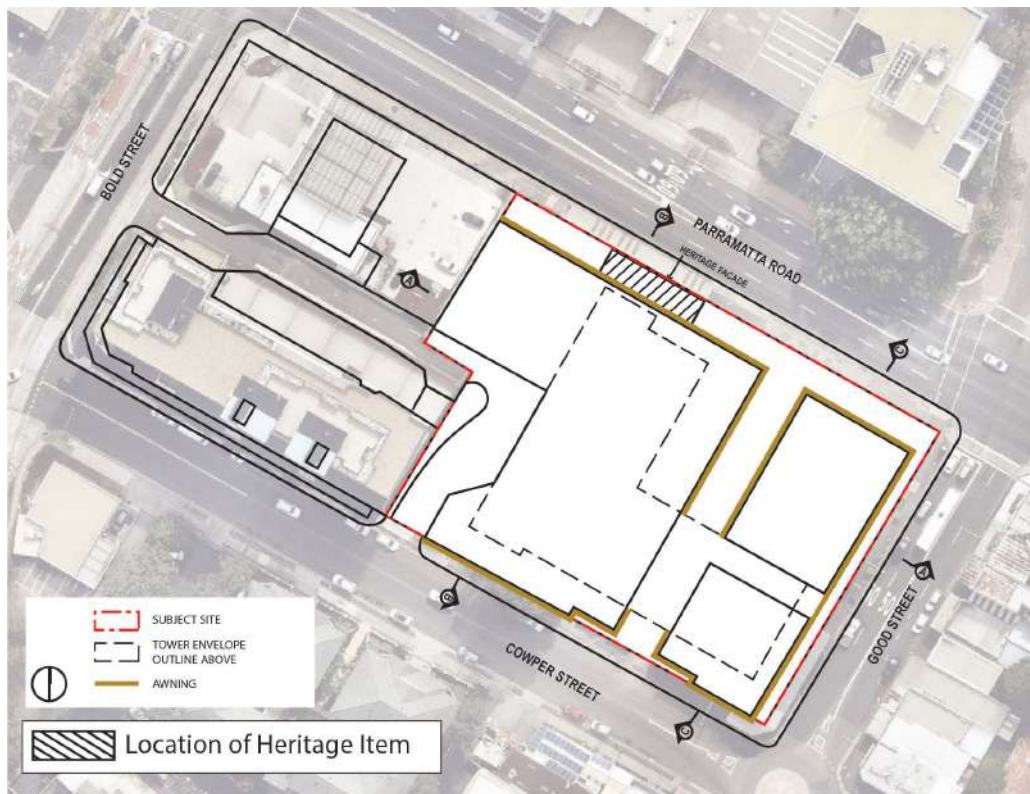 BOLD STREET
PARRAMATTA ROAD
HERITAGE FACADE
B
A
C
A
B
C
COWPER STREET
GOOD STREET
SUBJECT SITE
TOWER ENVELOPE
OUTLINE ABOVE
AWNING
Location of Heritage Item